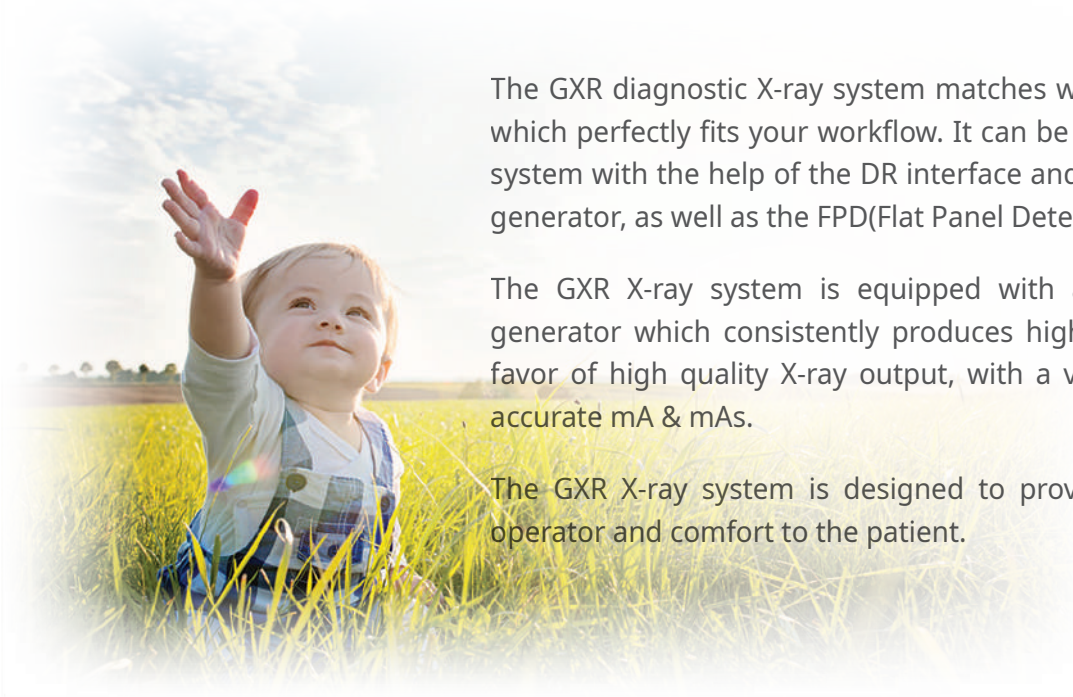 The GXR diagnostic X-ray system matches
which perfectly fits your workflow. It can be
system with the help of the DR interface and
generator, as well as the FPD(Flat Panel
The GXR X-ray system is equipped with
generator which consistently produces
favor of high quality X-ray output, with a
accurate mA & mAs.
The GXR X-ray system is designed to
operator and comfort to the patient.